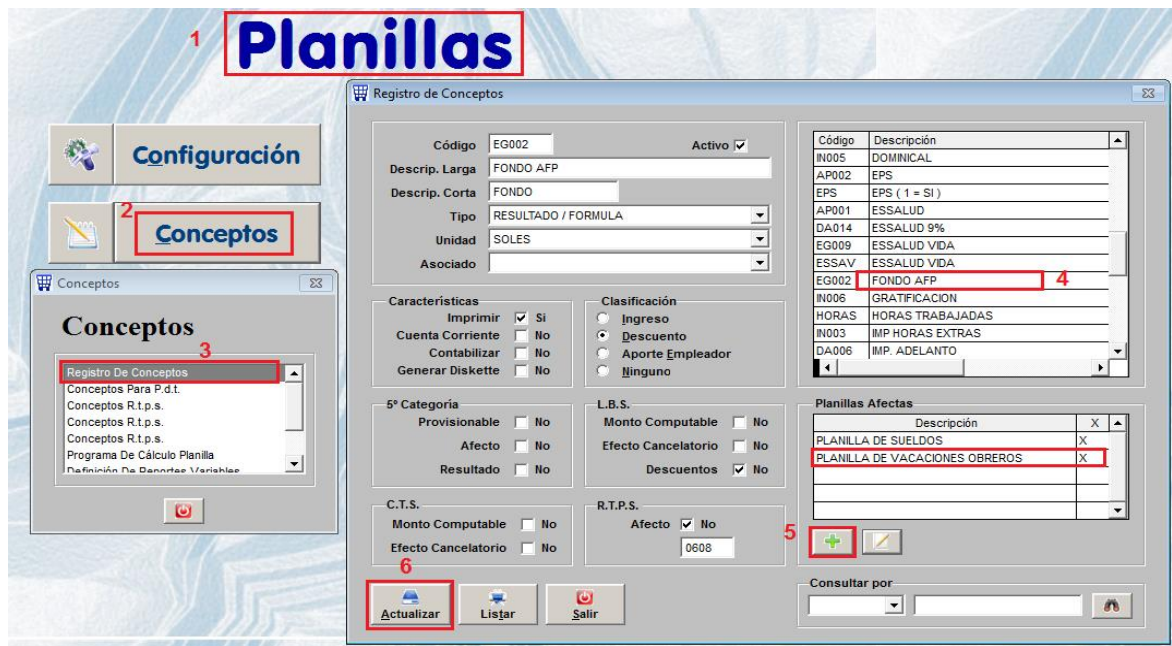 1
Planillas
Configuración
2
Conceptos
Conceptos
Conceptos
3
Registro De Conceptos
Conceptos Para P.d.t.
Conceptos R.t.p.s.
Conceptos R.t.p.s.
Conceptos R.t.p.s.
Programa De Cálculo Planilla
Definición De Reportes Variables
Registro de Conceptos
Código EG002 Activo
Descrip. Larga FONDO AFP
Descrip. Corta FONDO
Tipo RESULTADO / FORMULA
Unidad SOLES
Asociado
Características
Imprimir Si
Cuenta Corriente No
Contabilizar No
Generar Diskette No
Clasificación
Ingreso
Descuento
Aporte Empleador
Ninguno
5º Categoría
Provisionable No
Afecto No
Resultado No
L.B.S.
Monto Computable No
Efecto Cancelatorio No
Descuentos No
C.T.S.
Monto Computable No
Efecto Cancelatorio No
R.T.P.S.
Afecto No
0608
6
Actualizar Listar Salir
Código Descripción
IN005 DOMINICAL
AP002 EPS
EPS EPS ( 1 = SI )
AP001 ESSALUD
DA014 ESSALUD 9%
EG009 ESSALUD VIDA
ESSAV ESSALUD VIDA
EG002 FONDO AFP 4
IN006 GRATIFICACION
HORAS HORAS TRABAJADAS
IN003 IMP HORAS EXTRAS
DA006 IMP. ADELANTO
Planillas Afectas
Descripción X
PLANILLA DE SUELDOS X
PLANILLA DE VACACIONES OBREROS X
5
Consultar por